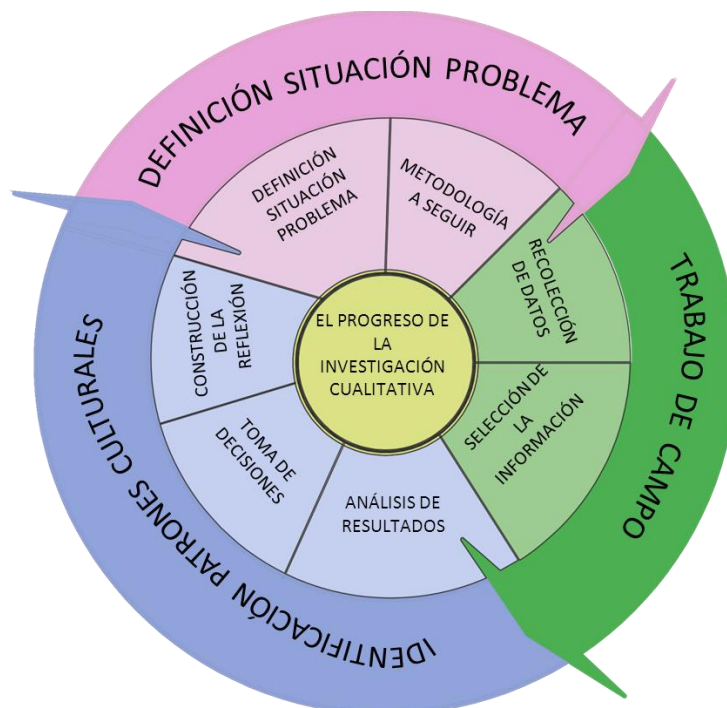 DEFINICIÓN SITUACIÓN PROBLEMA
DEFINICIÓN
SITUACIÓN
PROBLEMA
METODOLOGÍA
A SEGUIR
TRABAJO DE CAMPO
RECOLECCIÓN
DE DATOS
SELECCIÓN DE
LA
INFORMACIÓN
IDENTIFICACIÓN PATRONES CULTURALES
ANÁLISIS DE
RESULTADOS
TOMA DE
DECISIONES
CONSTRUCCIÓN
DE LA
REFLEXIÓN
EL PROGRESO DE
LA
INVESTIGACIÓN
CUALITATIVA